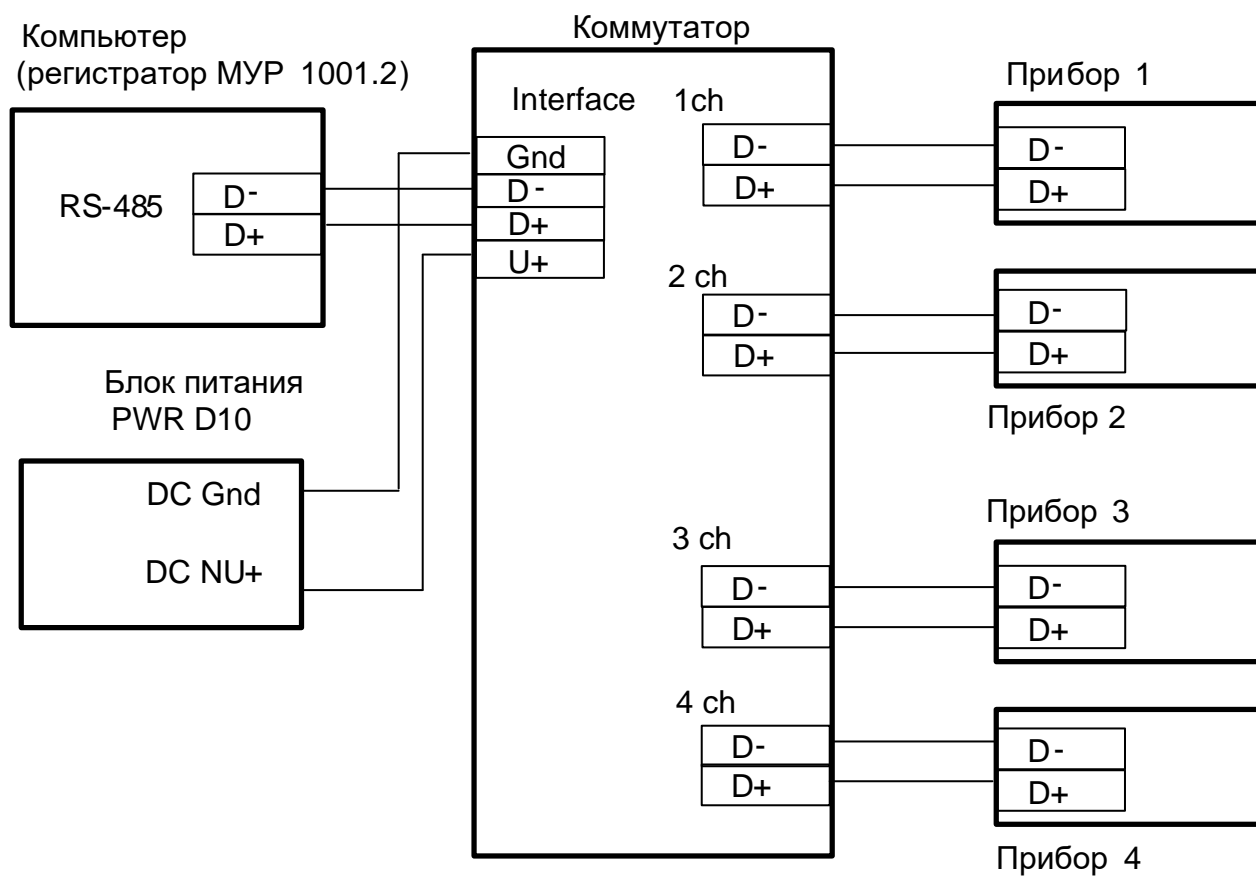 Компьютер
(регистратор МУР 1001.2)
RS-485
D-
D+
Блок питания
PWR D10
DC Gnd
DC NU+
Коммутатор
Interface
Gnd
D-
D+
U+
1ch
D-
D+
2 ch
D-
D+
3 ch
D-
D+
4 ch
D-
D+
Прибор 1
D-
D+
D-
D+
Прибор 2
Прибор 3
D-
D+
D-
D+
Прибор 4